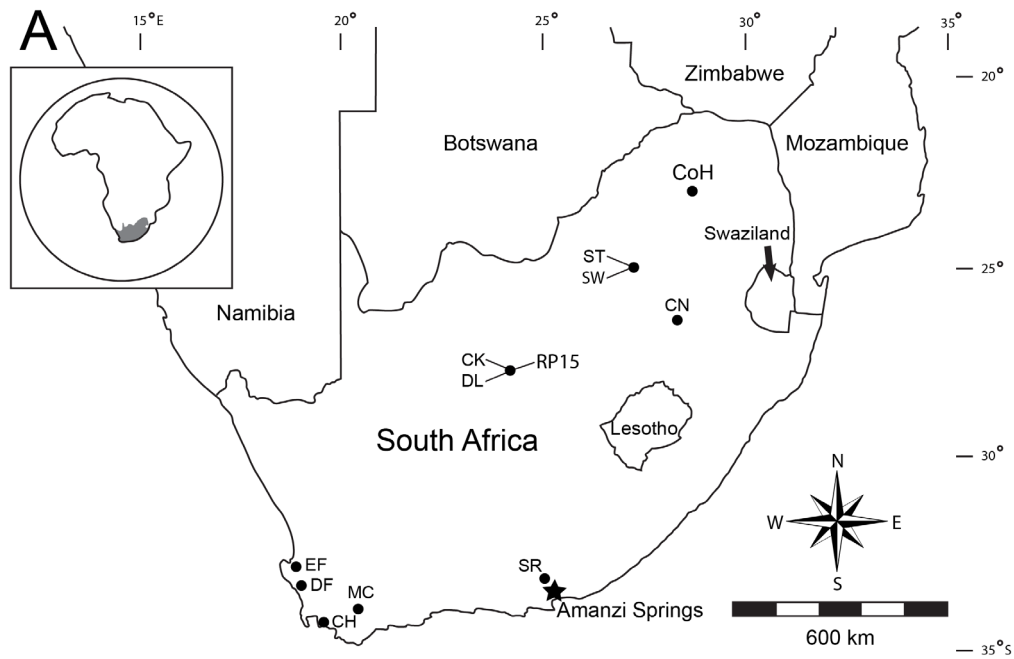 A
15°E
20°
25°
30°
35°
20°
Zimbabwe
Botswana
Mozambique
CoH
Swaziland
ST
SW
25°
Namibia
CN
CK
RP15
DL
Lesotho
South Africa
30°
N
W
E
S
EF
DF
SR
MC
CH
Amanzi Springs
600 km
35°S